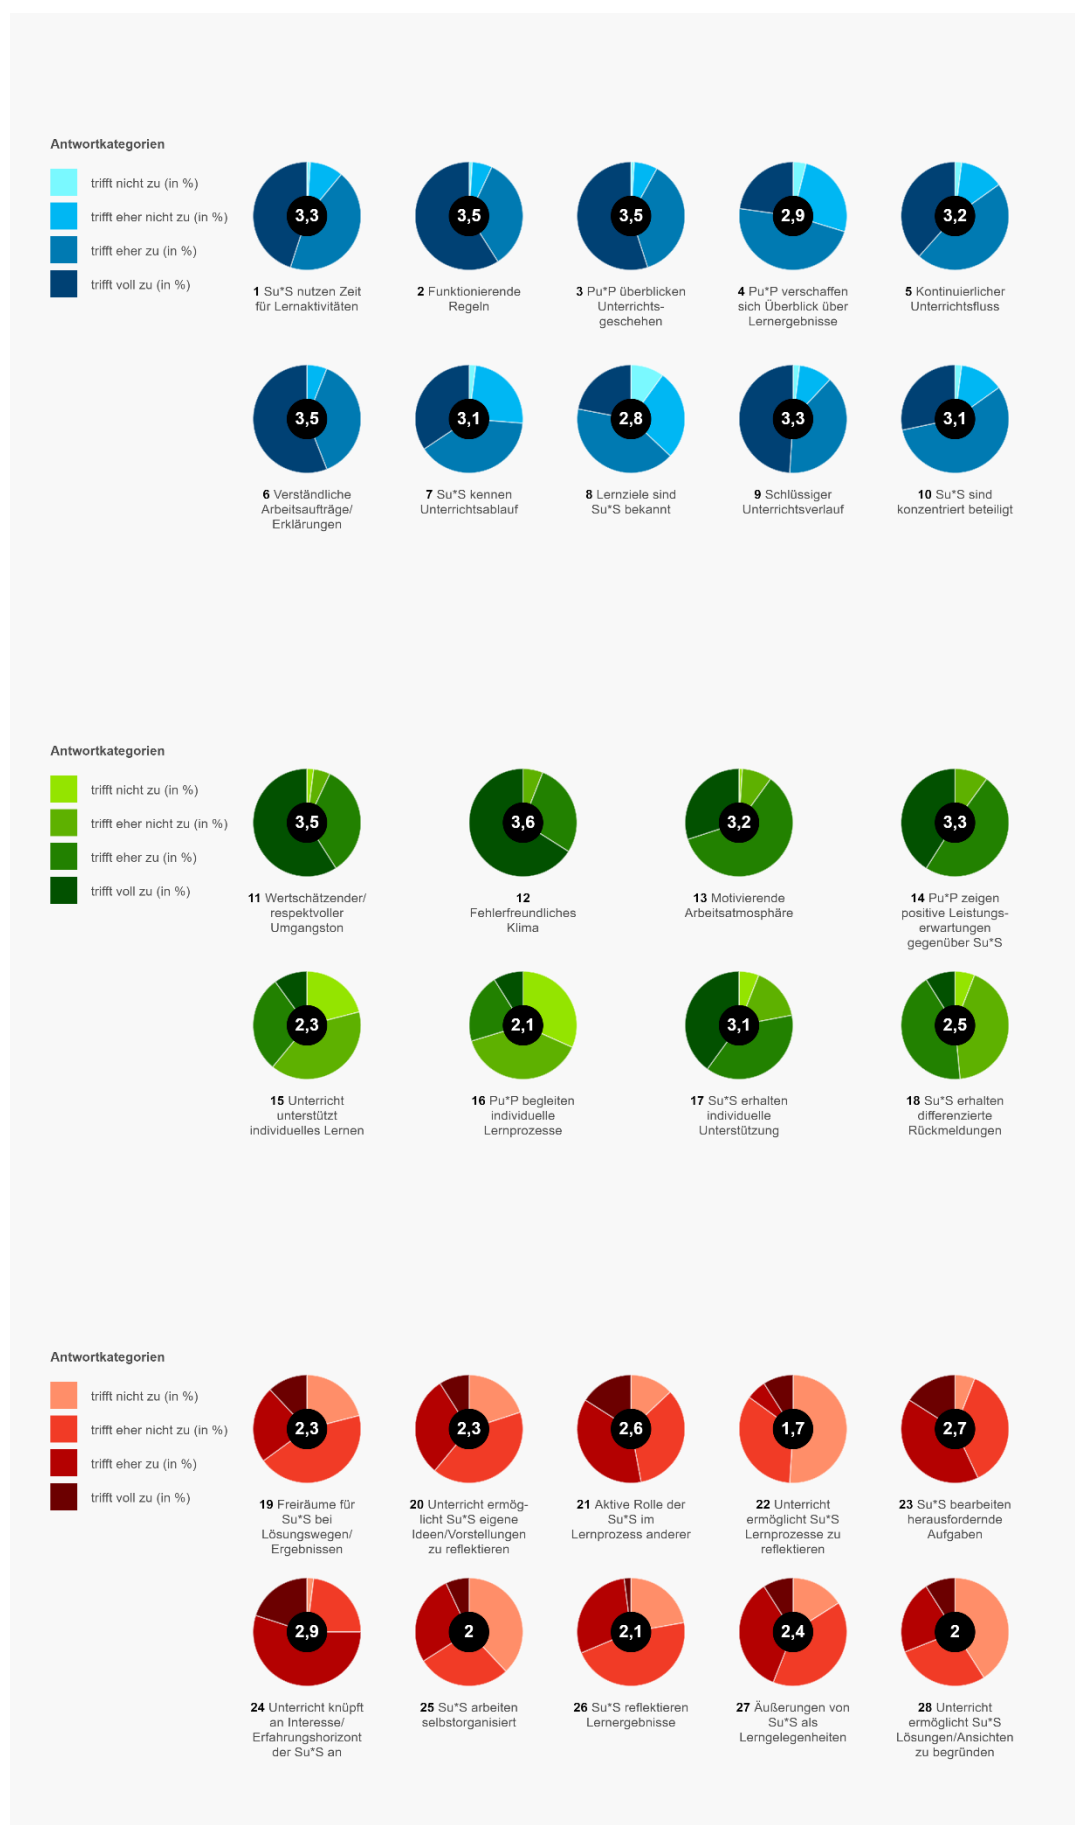 Antwortkategorien
trifft nicht zu (in %)
trifft eher nicht zu (in %)
trifft eher zu (in %)
trifft voll zu (in %)
3,3
3,5
3,5
2,9
3,2
1 Su*S nutzen Zeit
für Lernaktivitäten
2 Funktionierende
Regeln
3 Pu*P überblicken
Unterrichts-
geschehen
4 Pu*P verschaffen
sich Überblick über
Lernergebnisse
5 Kontinuierlicher
Unterrichtsfluss
3,5
3,1
2,8
3,3
3,1
6 Verständliche
Arbeitsaufträge/
Erklärungen
7 Su*S kennen
Unterrichtsablauf
8 Lernziele sind
Su*S bekannt
9 Schlüssiger
Unterrichtsverlauf
10 Su*S sind
konzentriert beteiligt
Antwortkategorien
trifft nicht zu (in %)
trifft eher nicht zu (in %)
trifft eher zu (in %)
trifft voll zu (in %)
3,5
3,6
3,2
3,3
11 Wertschätzender/
respektvoller
Umgangston
12
Fehlerfreundliches
Klima
13 Motivierende
Arbeitsatmosphäre
14 Pu*P zeigen
positive Leistungs-
erwartungen
gegenüber Su*S
2,3
2,1
3,1
2,5
15 Unterricht
unterstützt
individuelles Lernen
16 Pu*P begleiten
individuelle
Lernprozesse
17 Su*S erhalten
individuelle
Unterstützung
18 Su*S erhalten
differenzierte
Rückmeldungen
Antwortkategorien
trifft nicht zu (in %)
trifft eher nicht zu (in %)
trifft eher zu (in %)
trifft voll zu (in %)
2,3
2,3
2,6
1,7
2,7
19 Freiräume für
Su*S bei
Lösungswegen/
Ergebnissen
20 Unterricht ermög-
licht Su*S eigene
Ideen/Vorstellungen
zu reflektieren
21 Aktive Rolle der
Su*S im
Lernprozess anderer
22 Unterricht
ermöglicht Su*S
Lernprozesse zu
reflektieren
23 Su*S bearbeiten
herausfordernde
Aufgaben
2,9
2
2,1
2,4
2
24 Unterricht knüpft
an Interesse/
Erfahrungshorizont
der Su*S an
25 Su*S arbeiten
selbstorganisiert
26 Su*S reflektieren
Lernergebnisse
27 Äußerungen von
Su*S als
Lerngelegenheiten
28 Unterricht
ermöglicht Su*S
Lösungen/Ansichten
zu begründen